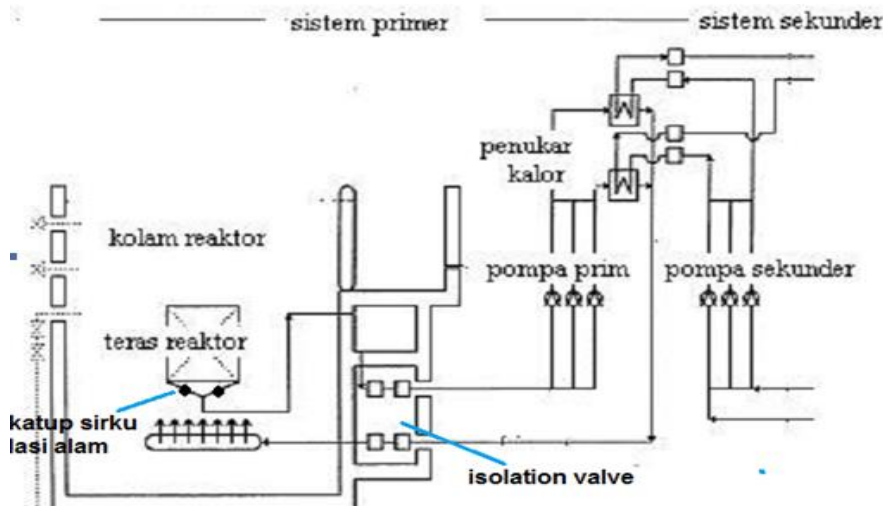 sistem primer
sistem sekunder
penukar
kalor
kolam reaktor
pompa prim
pompa sekunder
teras reaktor
katup sirku
lasi alam
isolation valve